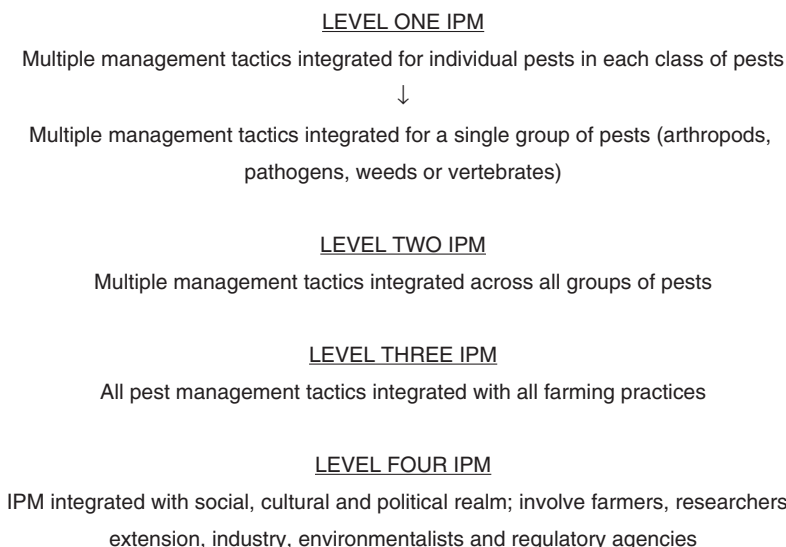 LEVEL ONE IPM
Multiple management tactics integrated for individual pests in each class of pests
↓
Multiple management tactics integrated for a single group of pests (arthropods,
pathogens, weeds or vertebrates)
LEVEL TWO IPM
Multiple management tactics integrated across all groups of pests
LEVEL THREE IPM
All pest management tactics integrated with all farming practices
LEVEL FOUR IPM
IPM integrated with social, cultural and political realm; involve farmers, researchers
extension, industry, environmentalists and regulatory agencies